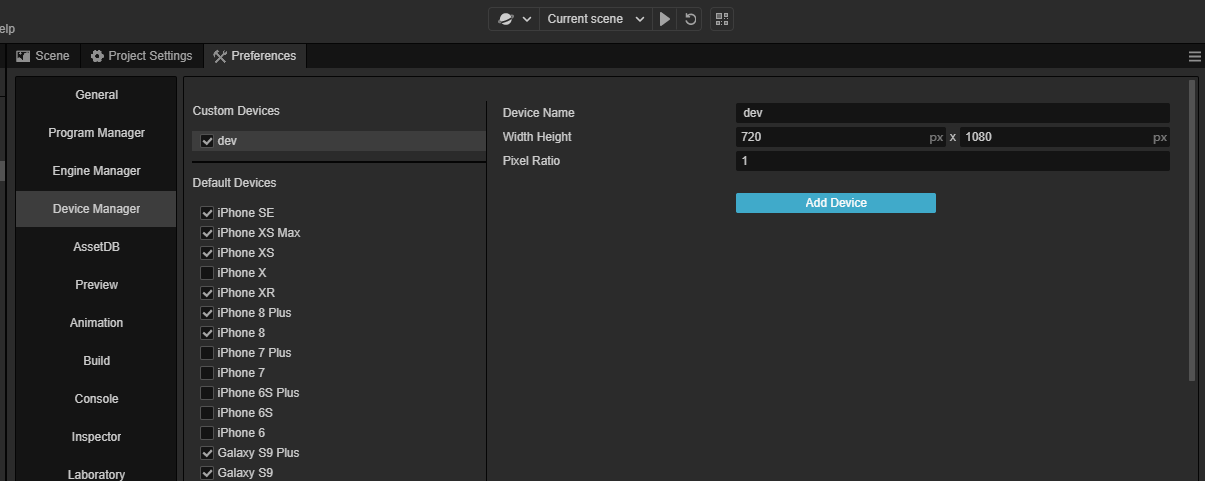 elp
Current scene
Scene
Project Settings
Preferences
General
Program Manager
Engine Manager
Device Manager
AssetDB
Preview
Animation
Build
Console
Inspector
Laboratory
Custom Devices
dev
Default Devices
iPhone SE
iPhone XS Max
iPhone XS
iPhone X
iPhone XR
iPhone 8 Plus
iPhone 8
iPhone 7 Plus
iPhone 7
iPhone 6S Plus
iPhone 6S
iPhone 6
Galaxy S9 Plus
Galaxy S9
Device Name dev
Width Height 720 px x 1080 px
Pixel Ratio 1
Add Device